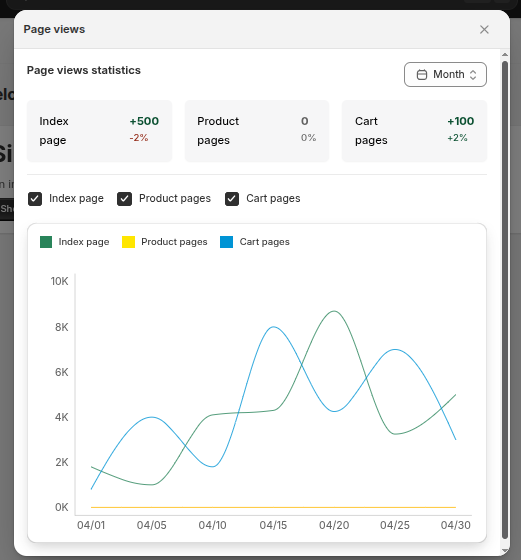 Page views
Page views statistics
Month
Index page
+500
-2%
Product pages
0
0%
Cart pages
+100
+2%
Index page
Product pages
Cart pages
Index page
Product pages
Cart pages
10K
8K
6K
4K
2K
0K
04/01 04/05 04/10 04/15 04/20 04/25 04/30